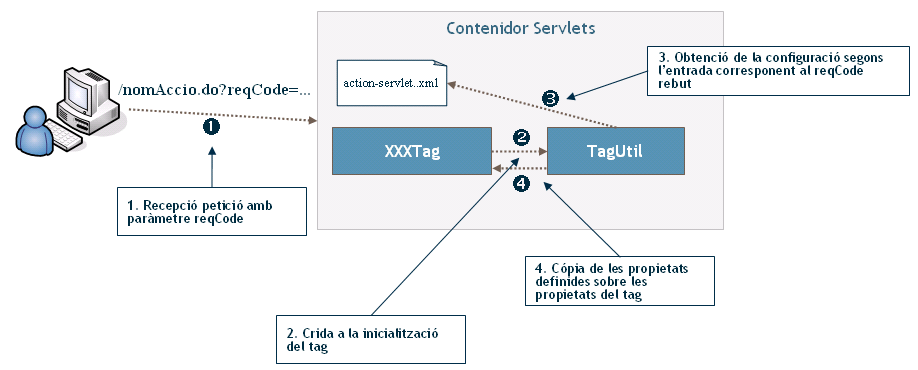 Contenidor Servlets
action-servlet..xml
3. Obtenció de la configuració segons
l'entrada corresponent al reqCode
rebut
/nomAccio.do?reqCode=...
3
1
2
XXXTag
TagUtil
4
1. Recepció petició amb
paràmetre reqCode
4. Cópia de les propietats
definides sobre les
propietats del tag
2. Crida a la inicialització
del tag